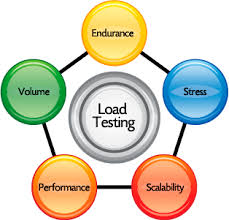 Endurance
Volume
Stress
Load
Testing
Performance
Scalability